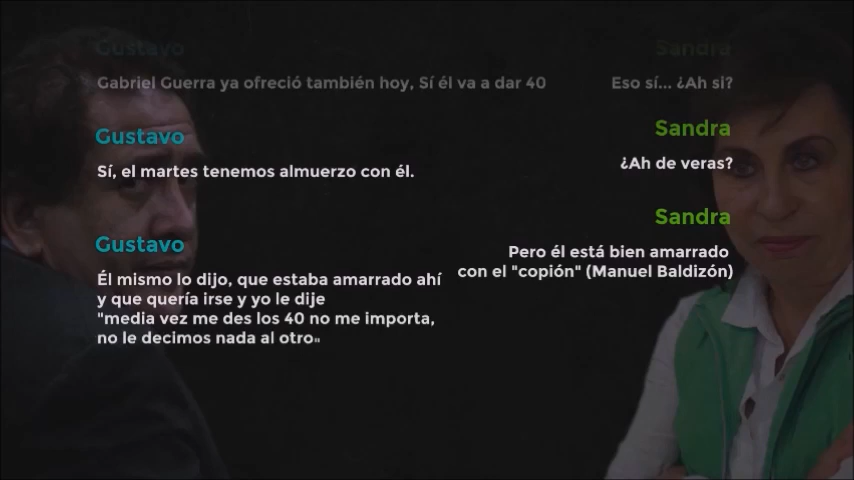 Gustavo
Gabriel Guerra ya ofreció también hoy, Sí él va a dar 40
Sandra
Eso sí... ¿Ah si?
Gustavo
Sí, el martes tenemos almuerzo con él.
Sandra
¿Ah de veras?
Sandra
Pero él está bien amarrado
con el "copión" (Manuel Baldizón)
Gustavo
Él mismo lo dijo, que estaba amarrado ahí
y que quería irse y yo le dije
"media vez me des los 40 no me importa,
no le decimos nada al otro"